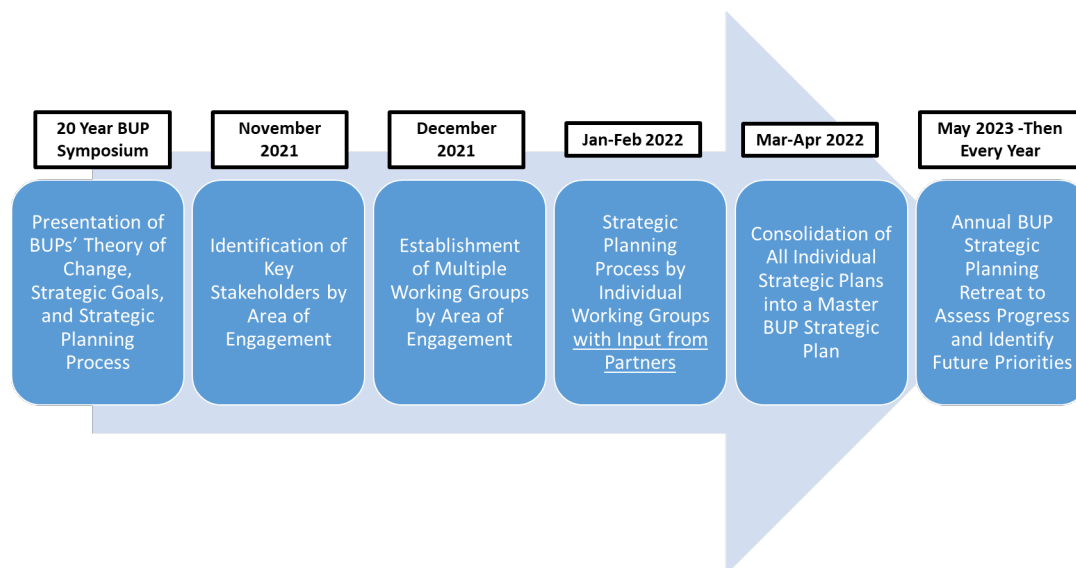 20 Year BUP
Symposium
November
2021
December
2021
Jan-Feb 2022
Mar-Apr 2022
May 2023 -Then
Every Year
Presentation of
BUPs’ Theory of
Change,
Strategic Goals,
and Strategic
Planning
Process
Identification of
Key
Stakeholders by
Area of
Engagement
Establishment
of Multiple
Working Groups
by Area of
Engagement
Strategic
Planning
Process by
Individual
Working Groups
with Input from
Partners
Consolidation of
All Individual
Strategic Plans
into a Master
BUP Strategic
Plan
Annual BUP
Strategic
Planning
Retreat to
Assess Progress
and Identify
Future Priorities